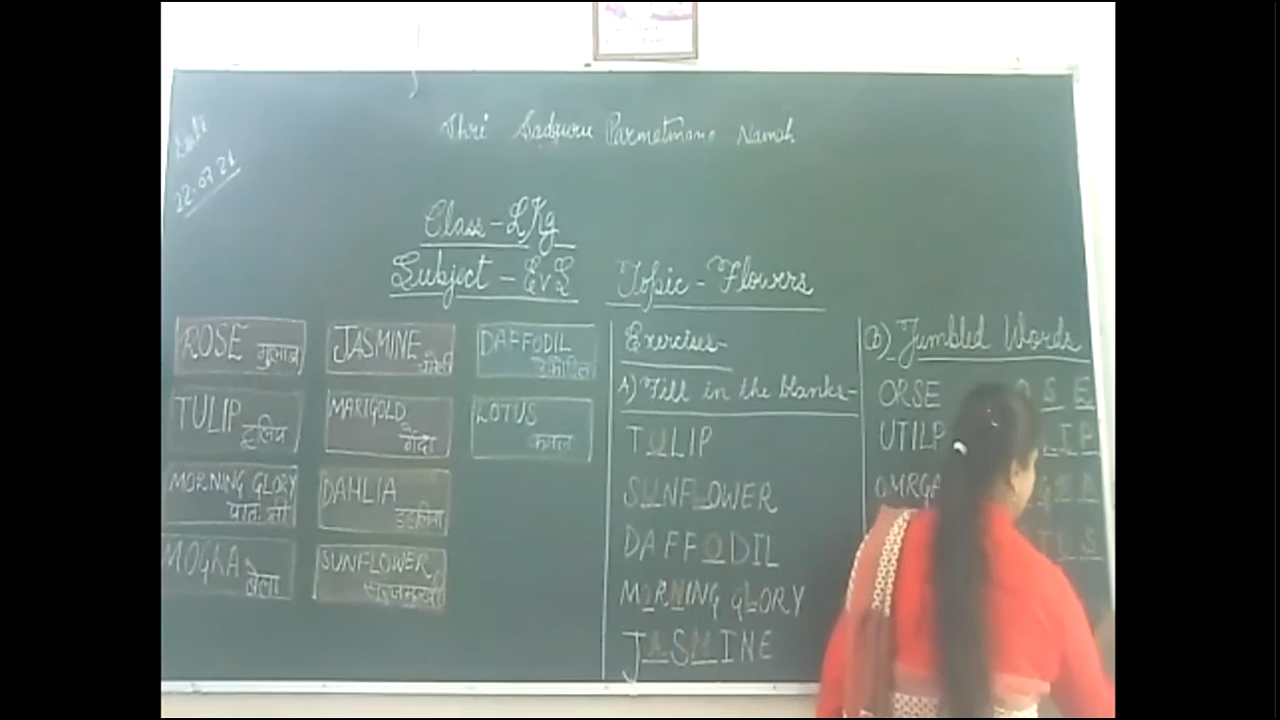 Shri Sadguru Parmatmano Namah
Date
22.07.21
Class - LKg
Subject - EvS
Topic - Flowers
ROSE गुलाब
JASMINE चमेली
DAFFODIL
TULIP ट्यूलिप
MARIGOLD गेंदा
LOTUS कमल
MORNING GLORY
DAHLIA डहलिया
MOGRA बेला
SUNFLOWER सूरजमुखी
Exercises-
A) Fill in the blanks-
TULIP
SUNFLOWER
DAFFODIL
MORNING GLORY
JASMINE
B) Jumbled Words
ORSE O S E
UTILP L I P
OMRGA G R A
T U S